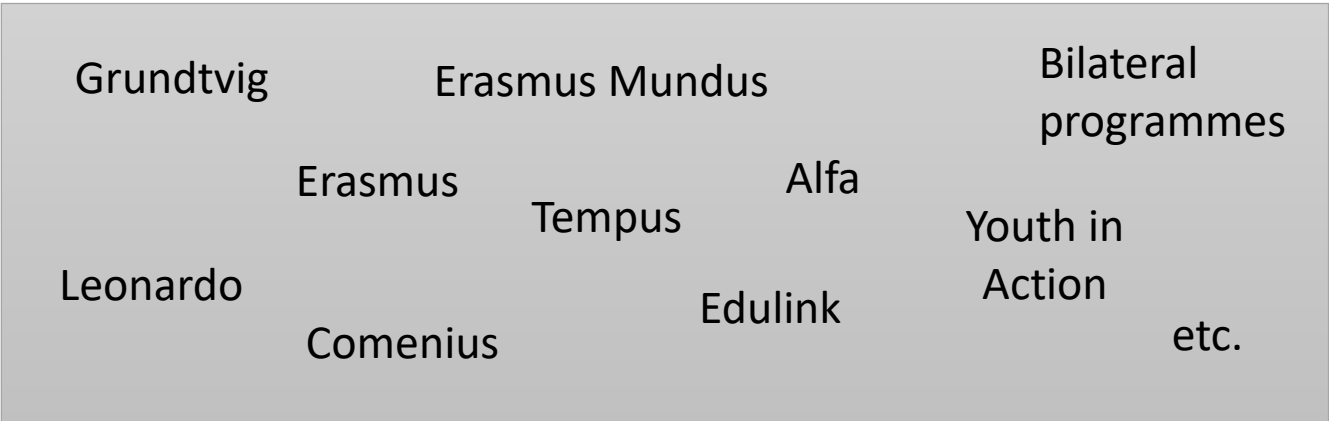 Grundtvig
Erasmus Mundus
Bilateral
programmes
Erasmus
Alfa
Tempus
Youth in
Action
Leonardo
Edulink
Comenius
etc.